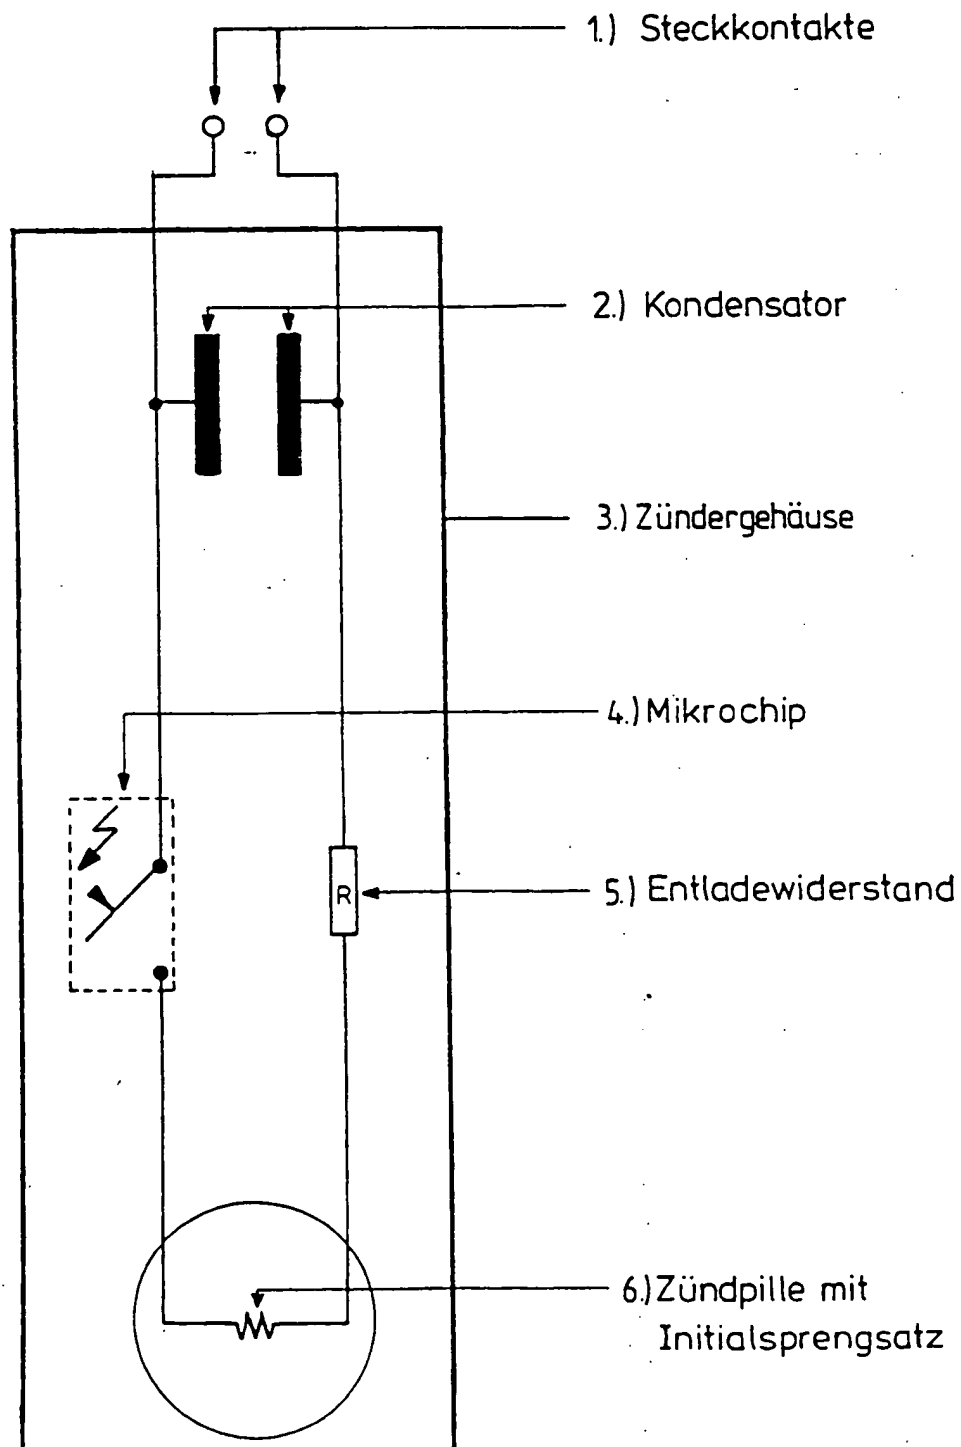 1.) Steckkontakte
2.) Kondensator
3.) Zündergehäuse
4.) Mikrochip
R
5.) Entladewiderstand
6.) Zündpille mit
Initialsprengsatz